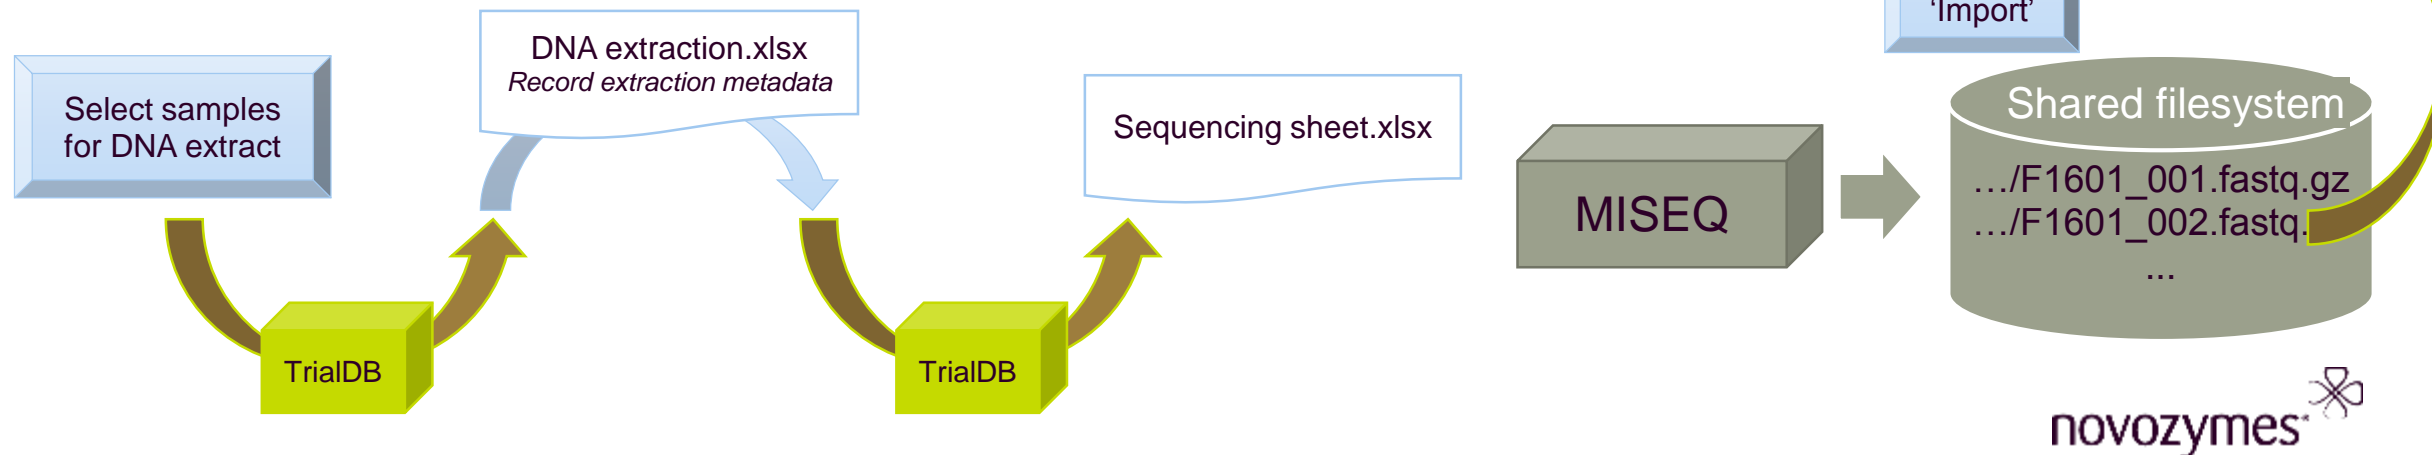 Select samples
for DNA extract
DNA extraction.xlsx
Record extraction metadata
TrialDB
TrialDB
Sequencing sheet.xlsx
MISEQ
'Import'
Shared filesystem
…/F1601_001.fastq.gz
…/F1601_002.fastq.
...
novozymes